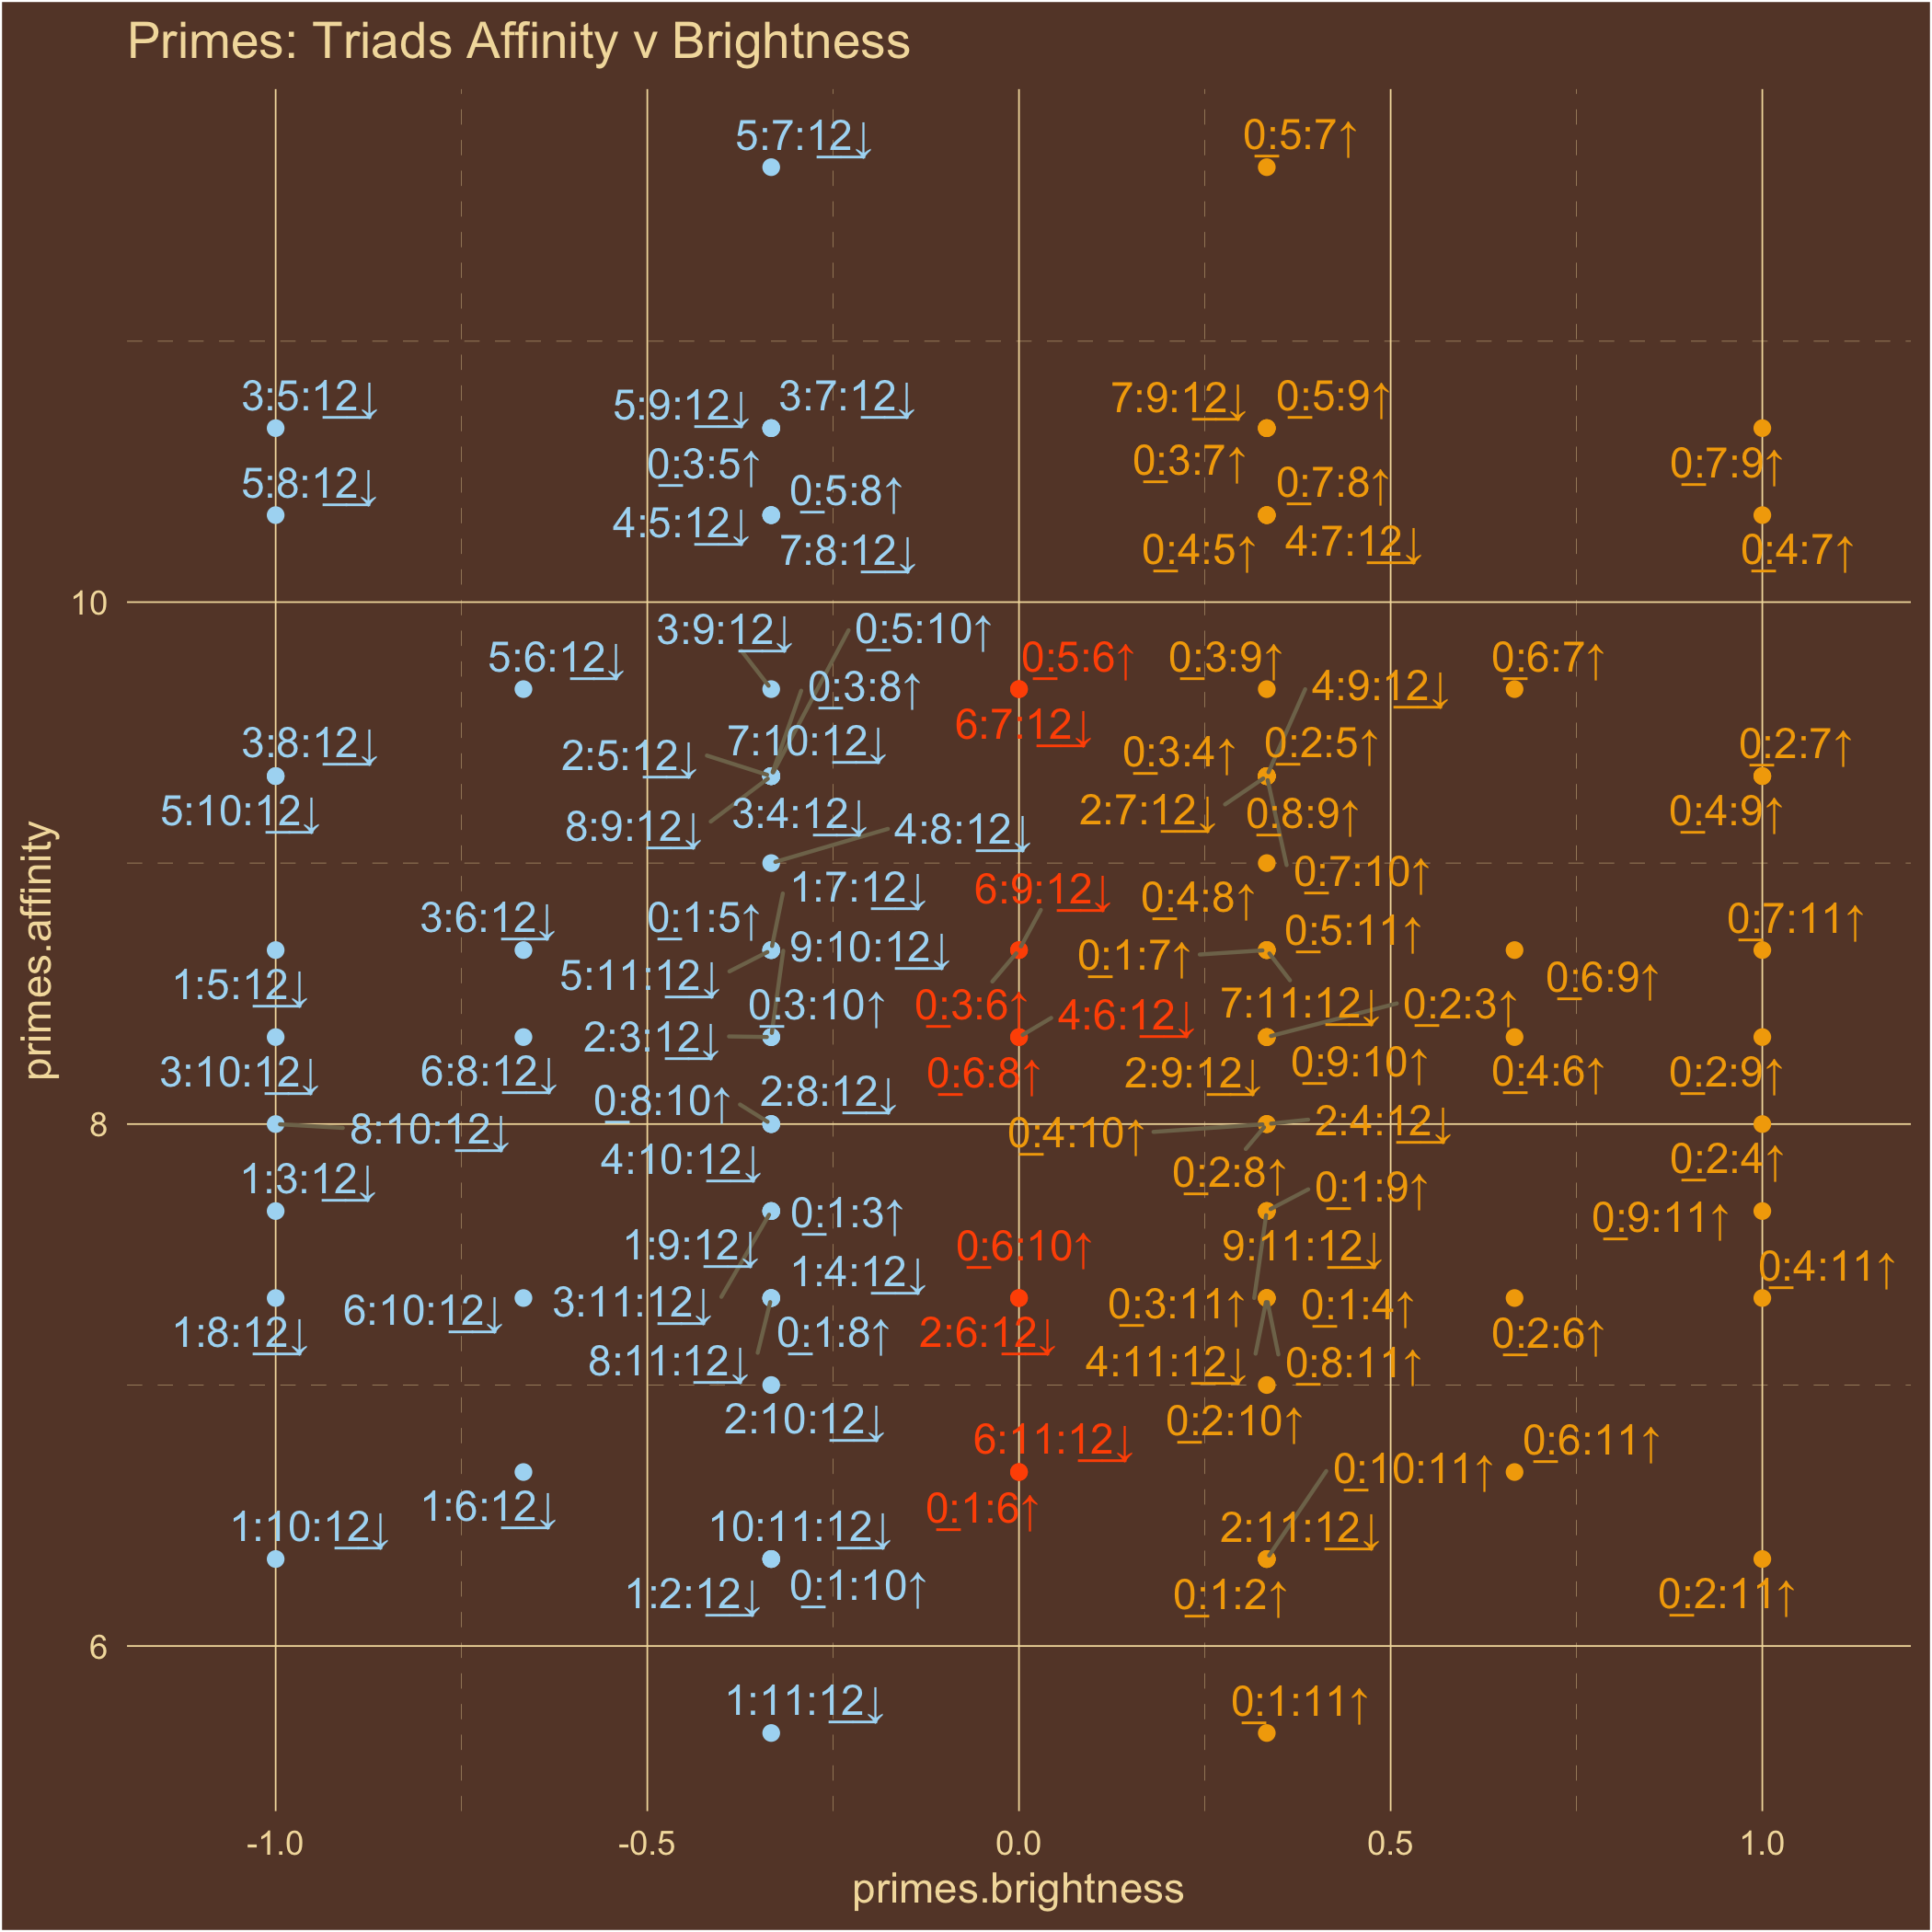 Primes: Triads Affinity v Brightness
5:7:12↓ 0:5:7↑
3:5:12↓ 5:9:12↓ 3:7:12↓ 7:9:12↓ 0:5:9↑
0:3:5↑ 0:3:7↑ 0:7:9↑
5:8:12↓ 0:5:8↑ 0:7:8↑
4:5:12↓ 7:8:12↓ 0:4:5↑ 4:7:12↓ 0:4:7↑
10
3:9:12↓ 0:5:10↑
5:6:12↓ 0:3:8↑ 0:5:6↑ 0:3:9↑ 4:9:12↓ 0:6:7↑
6:7:12↓
3:8:12↓ 2:5:12↓ 7:10:12↓ 0:3:4↑ 0:2:5↑ 0:2:7↑
5:10:12↓ 8:9:12↓ 3:4:12↓ 4:8:12↓ 2:7:12↓ 0:8:9↑ 0:4:9↑
1:7:12↓ 6:9:12↓ 0:4:8↑ 0:7:10↑
3:6:12↓ 0:1:5↑ 9:10:12↓ 0:1:7↑ 0:5:11↑ 0:7:11↑
1:5:12↓ 5:11:12↓ 0:3:10↑ 0:3:6↑ 4:6:12↓ 7:11:12↓ 0:2:3↑ 0:6:9↑
primes.affinity
2:3:12↓
3:10:12↓ 6:8:12↓ 0:6:8↑ 2:9:12↓ 0:9:10↑ 0:4:6↑ 0:2:9↑
0:8:10↑ 2:8:12↓
8
8:10:12↓ 0:4:10↑ 2:4:12↓
4:10:12↓ 0:2:8↑ 0:2:4↑
1:3:12↓ 0:1:3↑ 0:1:9↑ 0:9:11↑
1:9:12↓ 1:4:12↓ 0:6:10↑ 9:11:12↓ 0:4:11↑
6:10:12↓ 3:11:12↓ 0:3:11↑ 0:1:4↑
1:8:12↓ 0:1:8↑ 2:6:12↓ 0:2:6↑
8:11:12↓ 4:11:12↓ 0:8:11↑
2:10:12↓ 6:11:12↓ 0:2:10↑ 0:6:11↑
0:10:11↑
1:6:12↓ 0:1:6↑
1:10:12↓ 10:11:12↓ 2:11:12↓
1:2:12↓ 0:1:10↑ 0:1:2↑ 0:2:11↑
6
1:11:12↓ 0:1:11↑
-1.0 -0.5 0.0 0.5 1.0
primes.brightness